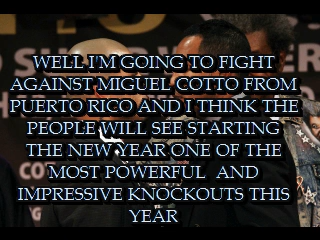 WELL I'M GOING TO FIGHT
AGAINST MIGUEL COTTO FROM
PUERTO RICO AND I THINK THE
PEOPLE WILL SEE STARTING
THE NEW YEAR ONE OF THE
MOST POWERFUL AND
IMPRESSIVE KNOCKOUTS THIS
YEAR